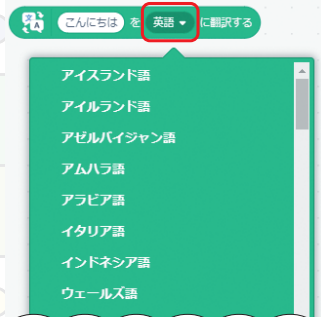 こんにちは を 英語 に翻訳する
アイスランド語
アイルランド語
アゼルバイジャン語
アムハラ語
アラビア語
イタリア語
インドネシア語
ウェールズ語